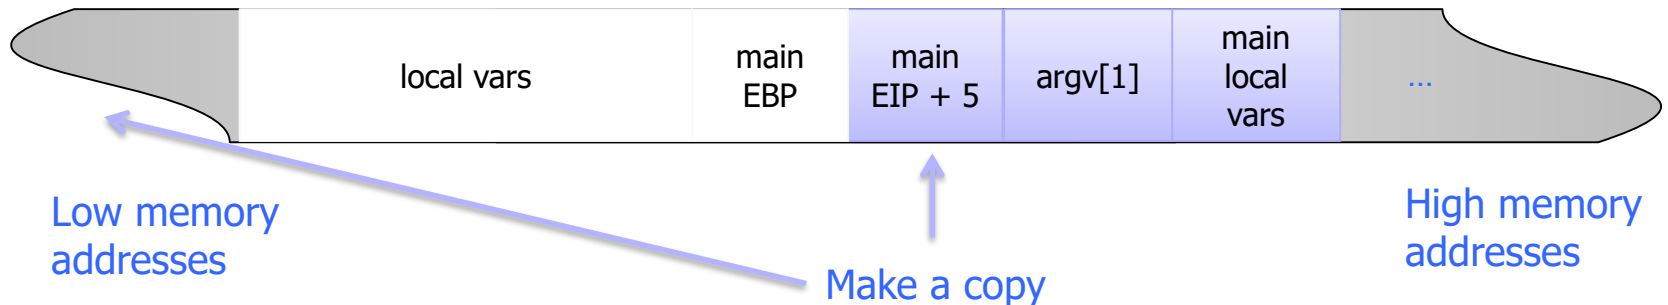 local vars
main
EBP
main
EIP + 5
argv[1]
main
local
vars
...
Low memory
addresses
High memory
addresses
Make a copy